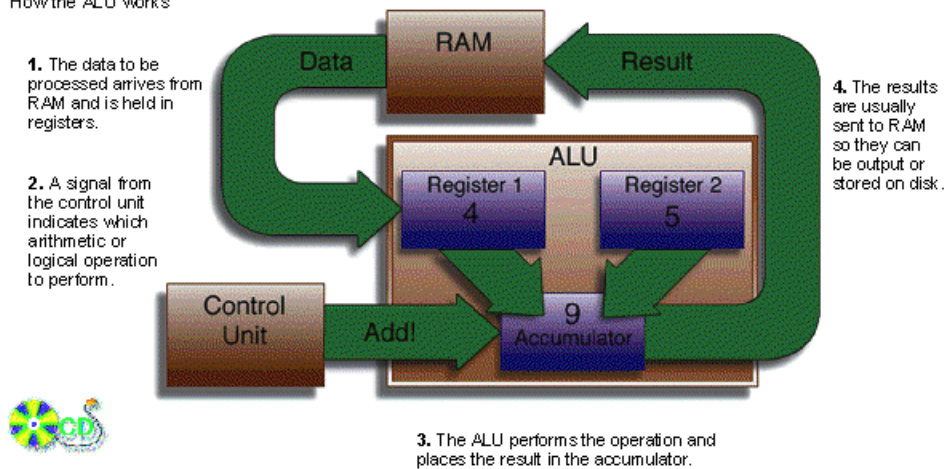 How the ALU works
1. The data to be
processed arrives from
RAM and is held in
registers.
2. A signal from
the control unit
indicates which
arithmetic or
logical operation
to perform.
Data
RAM
Result
4. The results
are usually
sent to RAM
so they can
be output or
stored on disk.
ALU
Register 1
4
Register 2
5
Control
Unit
Add!
9
Accumulator
CD
3. The ALU performs the operation and
places the result in the accumulator.